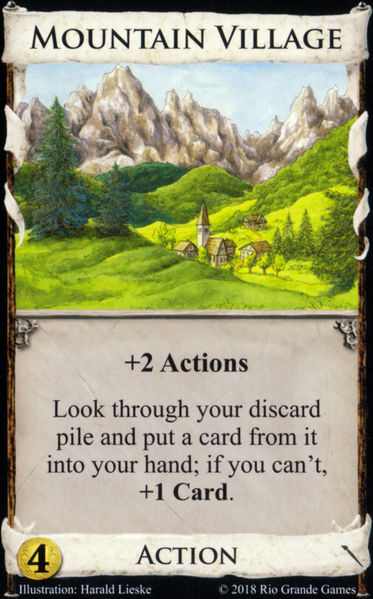 MOUNTAIN VILLAGE
+2 Actions
Look through your discard
pile and put a card from it
into your hand; if you can't,
+1 Card.
4
ACTION
Illustration: Harald Lieske © 2018 Rio Grande Games